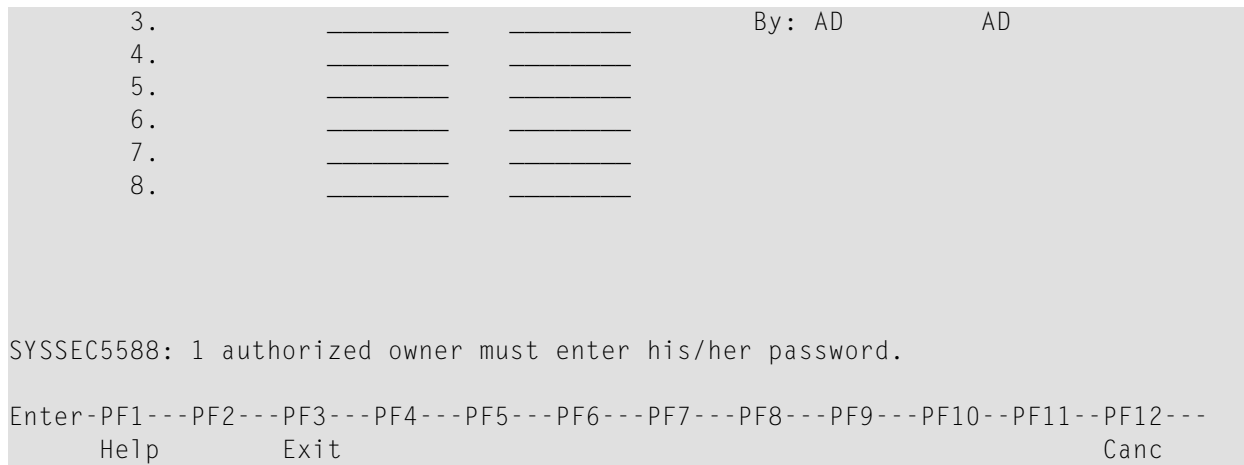 3. ________ ________ By: AD AD
4. ________ ________
5. ________ ________
6. ________ ________
7. ________ ________
8. ________ ________
SYSSEC5588: 1 authorized owner must enter his/her password.
Enter-PF1---PF2---PF3---PF4---PF5---PF6---PF7---PF8---PF9---PF10--PF11--PF12---
Help Exit Canc